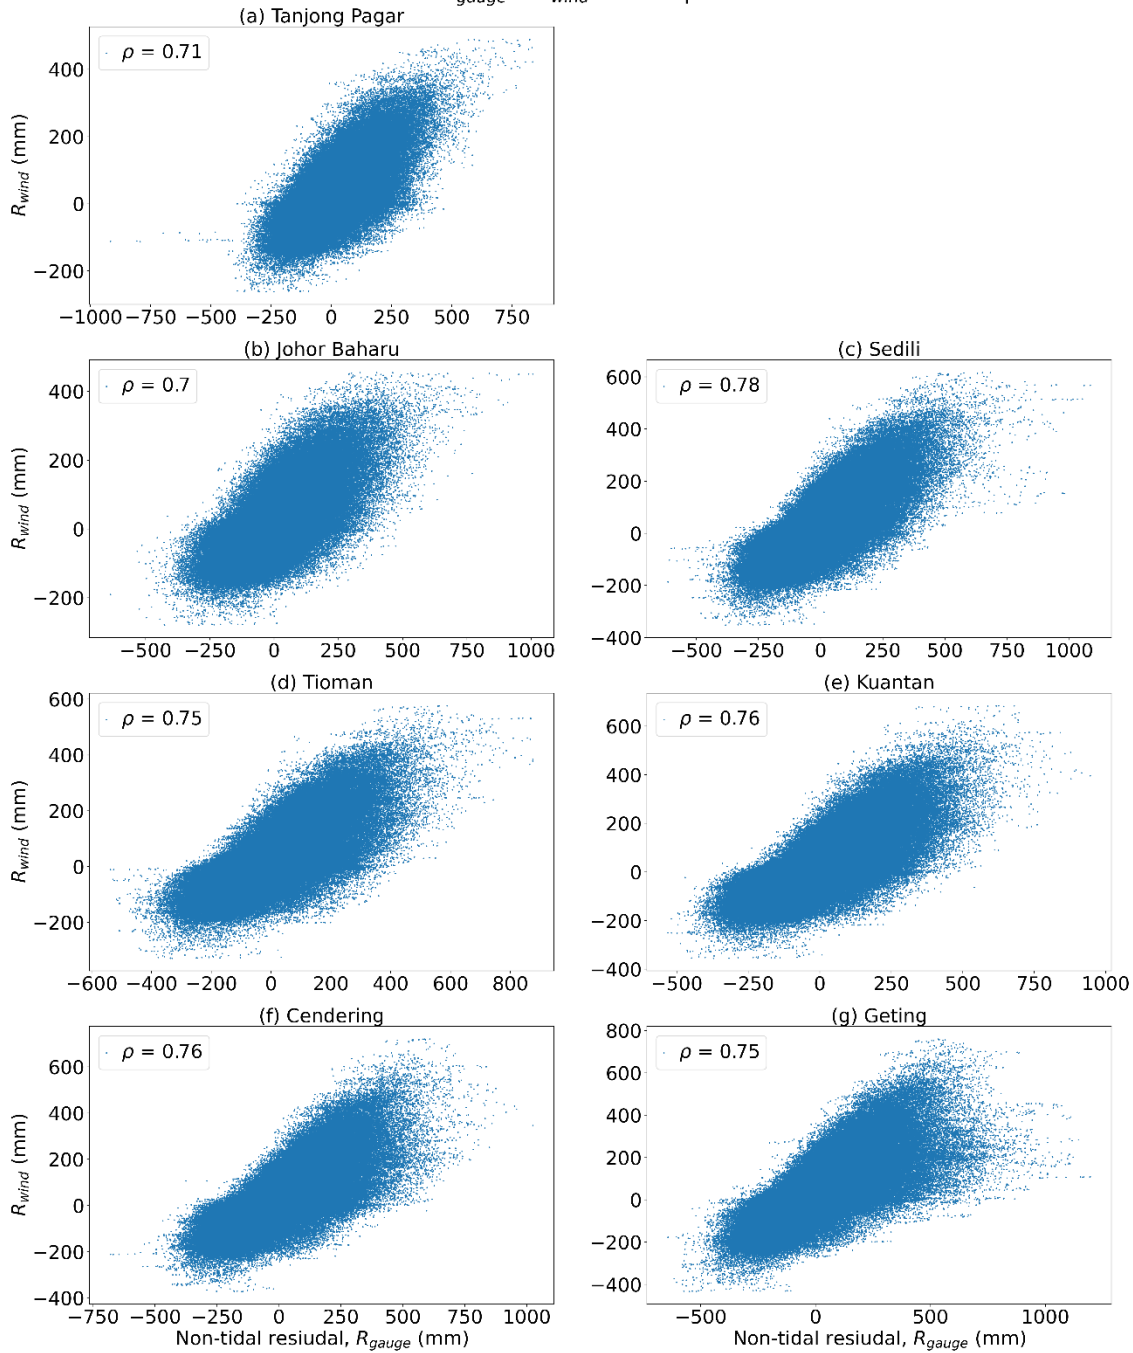 gauge wind
(a) Tanjong Pagar
ρ = 0.71
400
200
0
−200
R_wind (mm)
−1000 −750 −500 −250 0 250 500 750
(b) Johor Baharu
ρ = 0.7
400
200
0
−200
R_wind (mm)
−500 −250 0 250 500 750 1000
(c) Sedili
ρ = 0.78
600
400
200
0
−200
−400
−500 −250 0 250 500 750 1000
(d) Tioman
ρ = 0.75
600
400
200
0
−200
R_wind (mm)
−600 −400 −200 0 200 400 600 800
(e) Kuantan
ρ = 0.76
600
400
200
0
−200
−400
−500 −250 0 250 500 750 1000
(f) Cendering
ρ = 0.76
600
400
200
0
−200
−400
R_wind (mm)
−750 −500 −250 0 250 500 750 1000
Non-tidal resiudal, R_gauge (mm)
(g) Geting
ρ = 0.75
800
600
400
200
0
−200
−400
−500 0 500 1000
Non-tidal resiudal, R_gauge (mm)